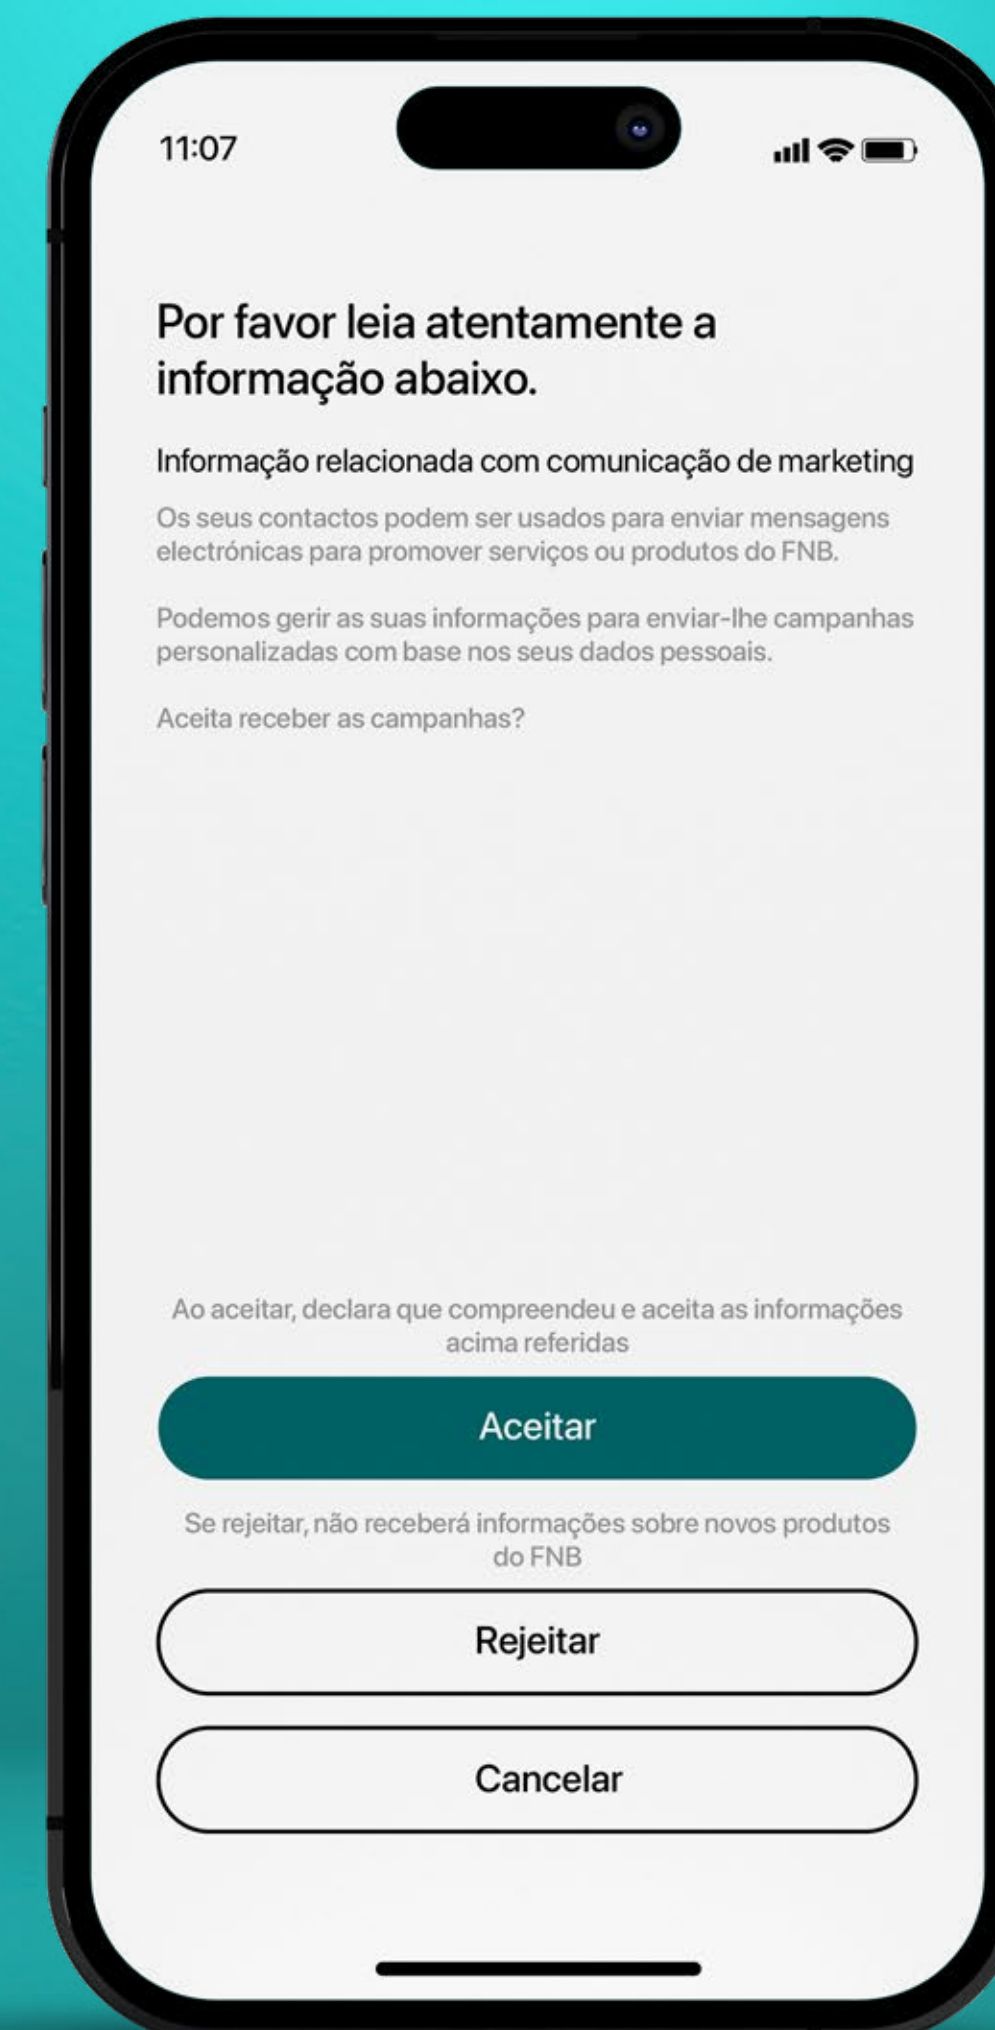 11:07
Por favor leia atentamente a
informação abaixo.
Informação relacionada com comunicação de marketing
Os seus contactos podem ser usados para enviar mensagens
electrónicas para promover serviços ou produtos do FNB.
Podemos gerir as suas informações para enviar-lhe campanhas
personalizadas com base nos seus dados pessoais.
Aceita receber as campanhas?
Ao aceitar, declara que compreendeu e aceita as informações
acima referidas
Aceitar
Se rejeitar, não receberá informações sobre novos produtos
do FNB
Rejeitar
Cancelar